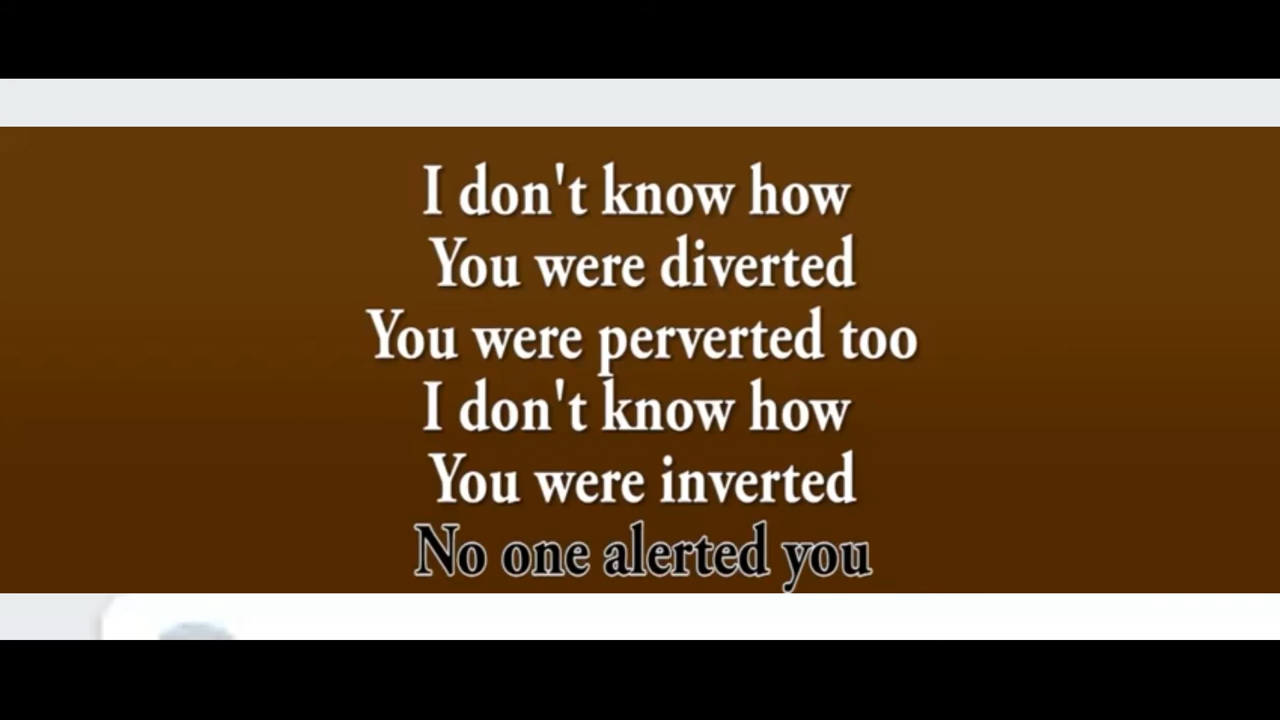 I don't know how
You were diverted
You were perverted too
I don't know how
You were inverted
No one alerted you